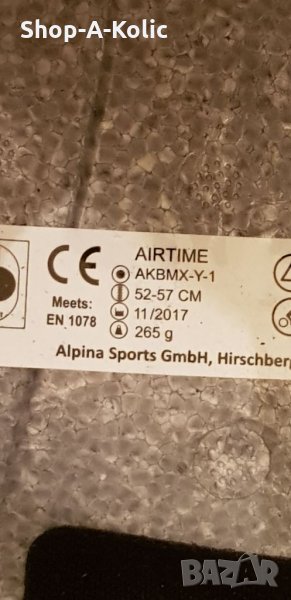 Shop-A-Kolic
CE
AIRTIME
AKBMX-Y-1
52-57 CM
Meets:
EN 1078
11/2017
265 g
Alpina Sports GmbH, Hirschberg
BAZAR